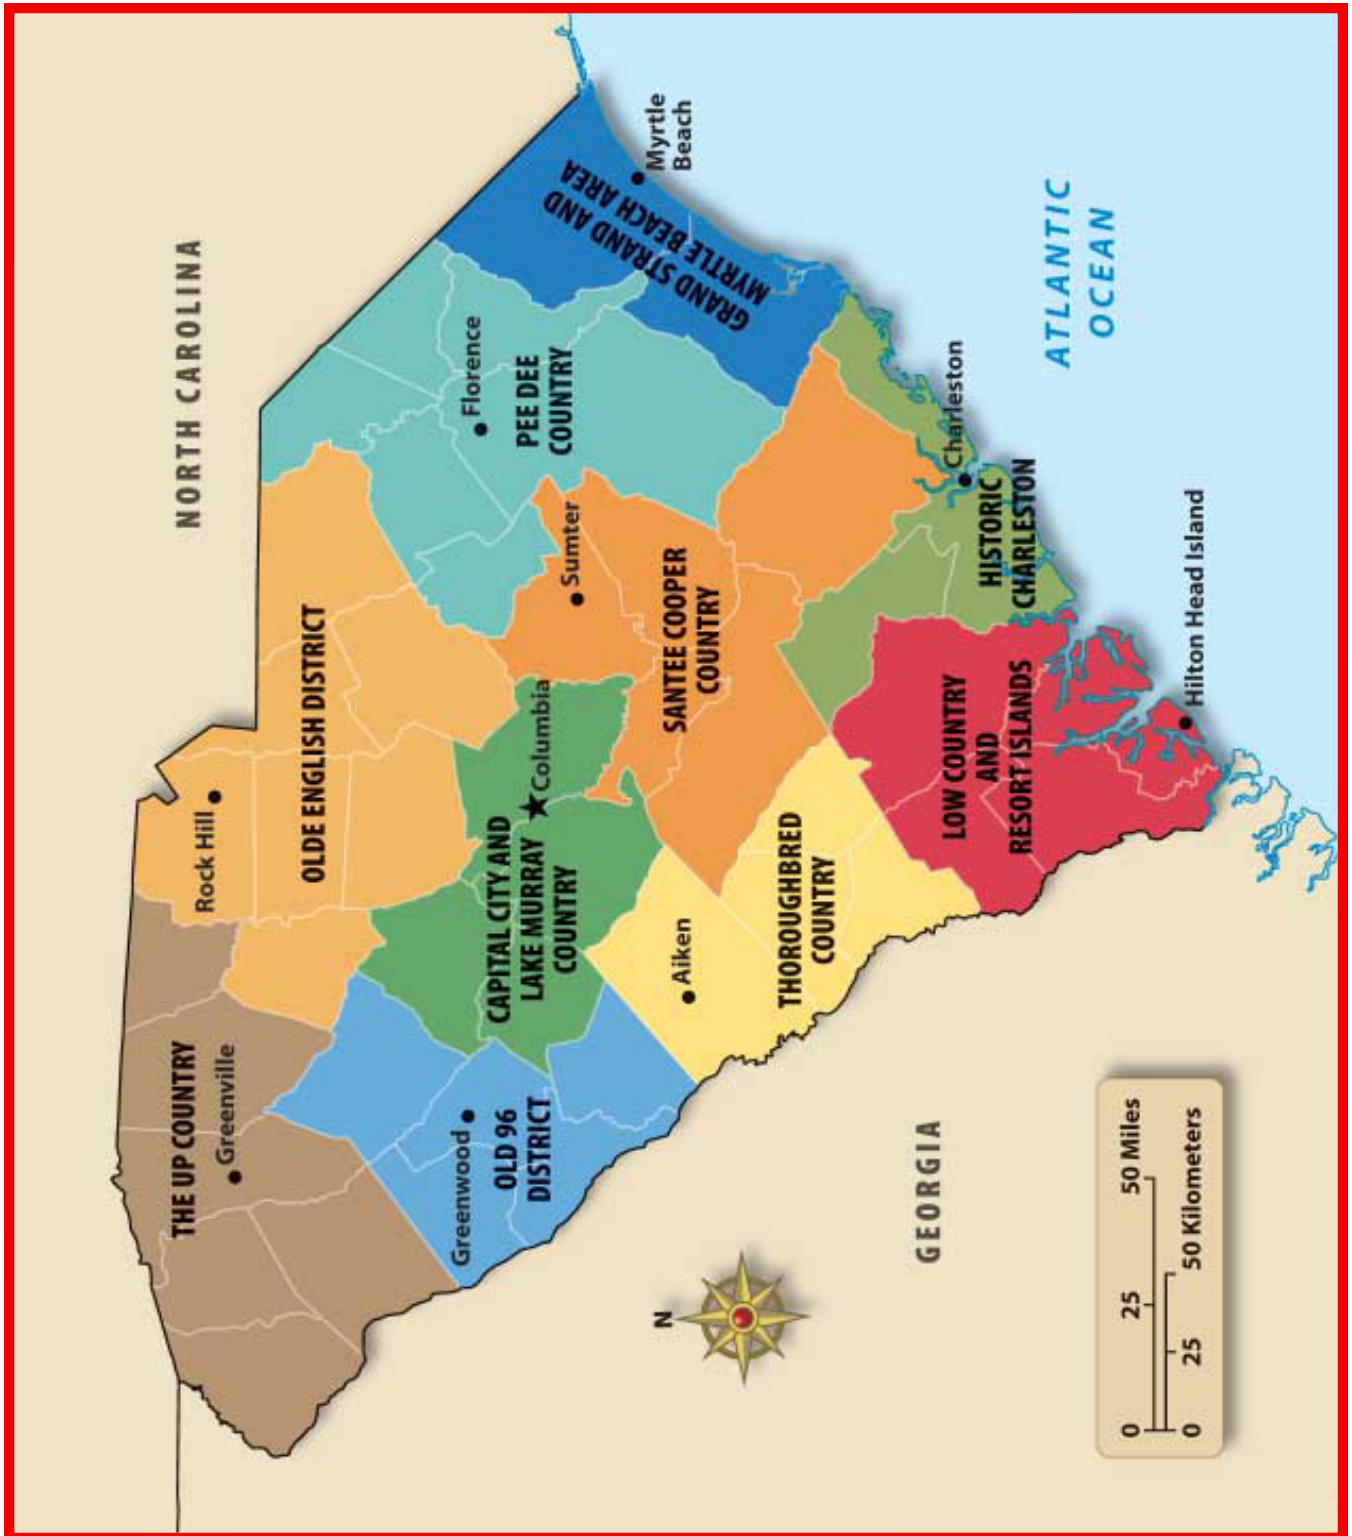 NORTH CAROLINA
THE UP COUNTRY
Greenville
Rock Hill
OLDE ENGLISH DISTRICT
Greenwood
OLD 96
DISTRICT
CAPITAL CITY AND
LAKE MURRAY
COUNTRY
Columbia
Sumter
Florence
PEE DEE
COUNTRY
GRAND STRAND AND
MYRTLE BEACH AREA
Myrtle
Beach
SANTEE COOPER
COUNTRY
Aiken
THOROUGHBRED
COUNTRY
Charleston
HISTORIC
CHARLESTON
LOW COUNTRY
AND
RESORT ISLANDS
Hilton Head Island
ATLANTIC
OCEAN
GEORGIA
N
0 25 50 Miles
0 25 50 Kilometers